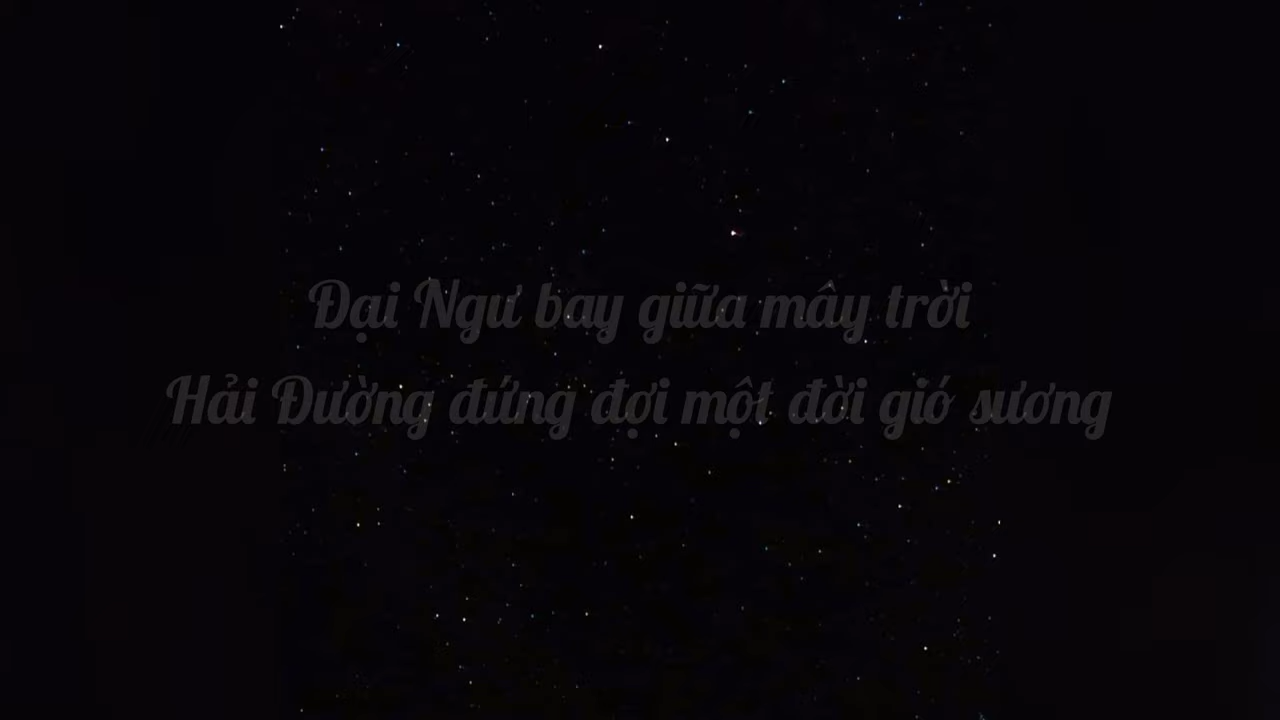 Đại Ngư bay giữa mây trời
Hải Đường đứng đợi một đời gió sương